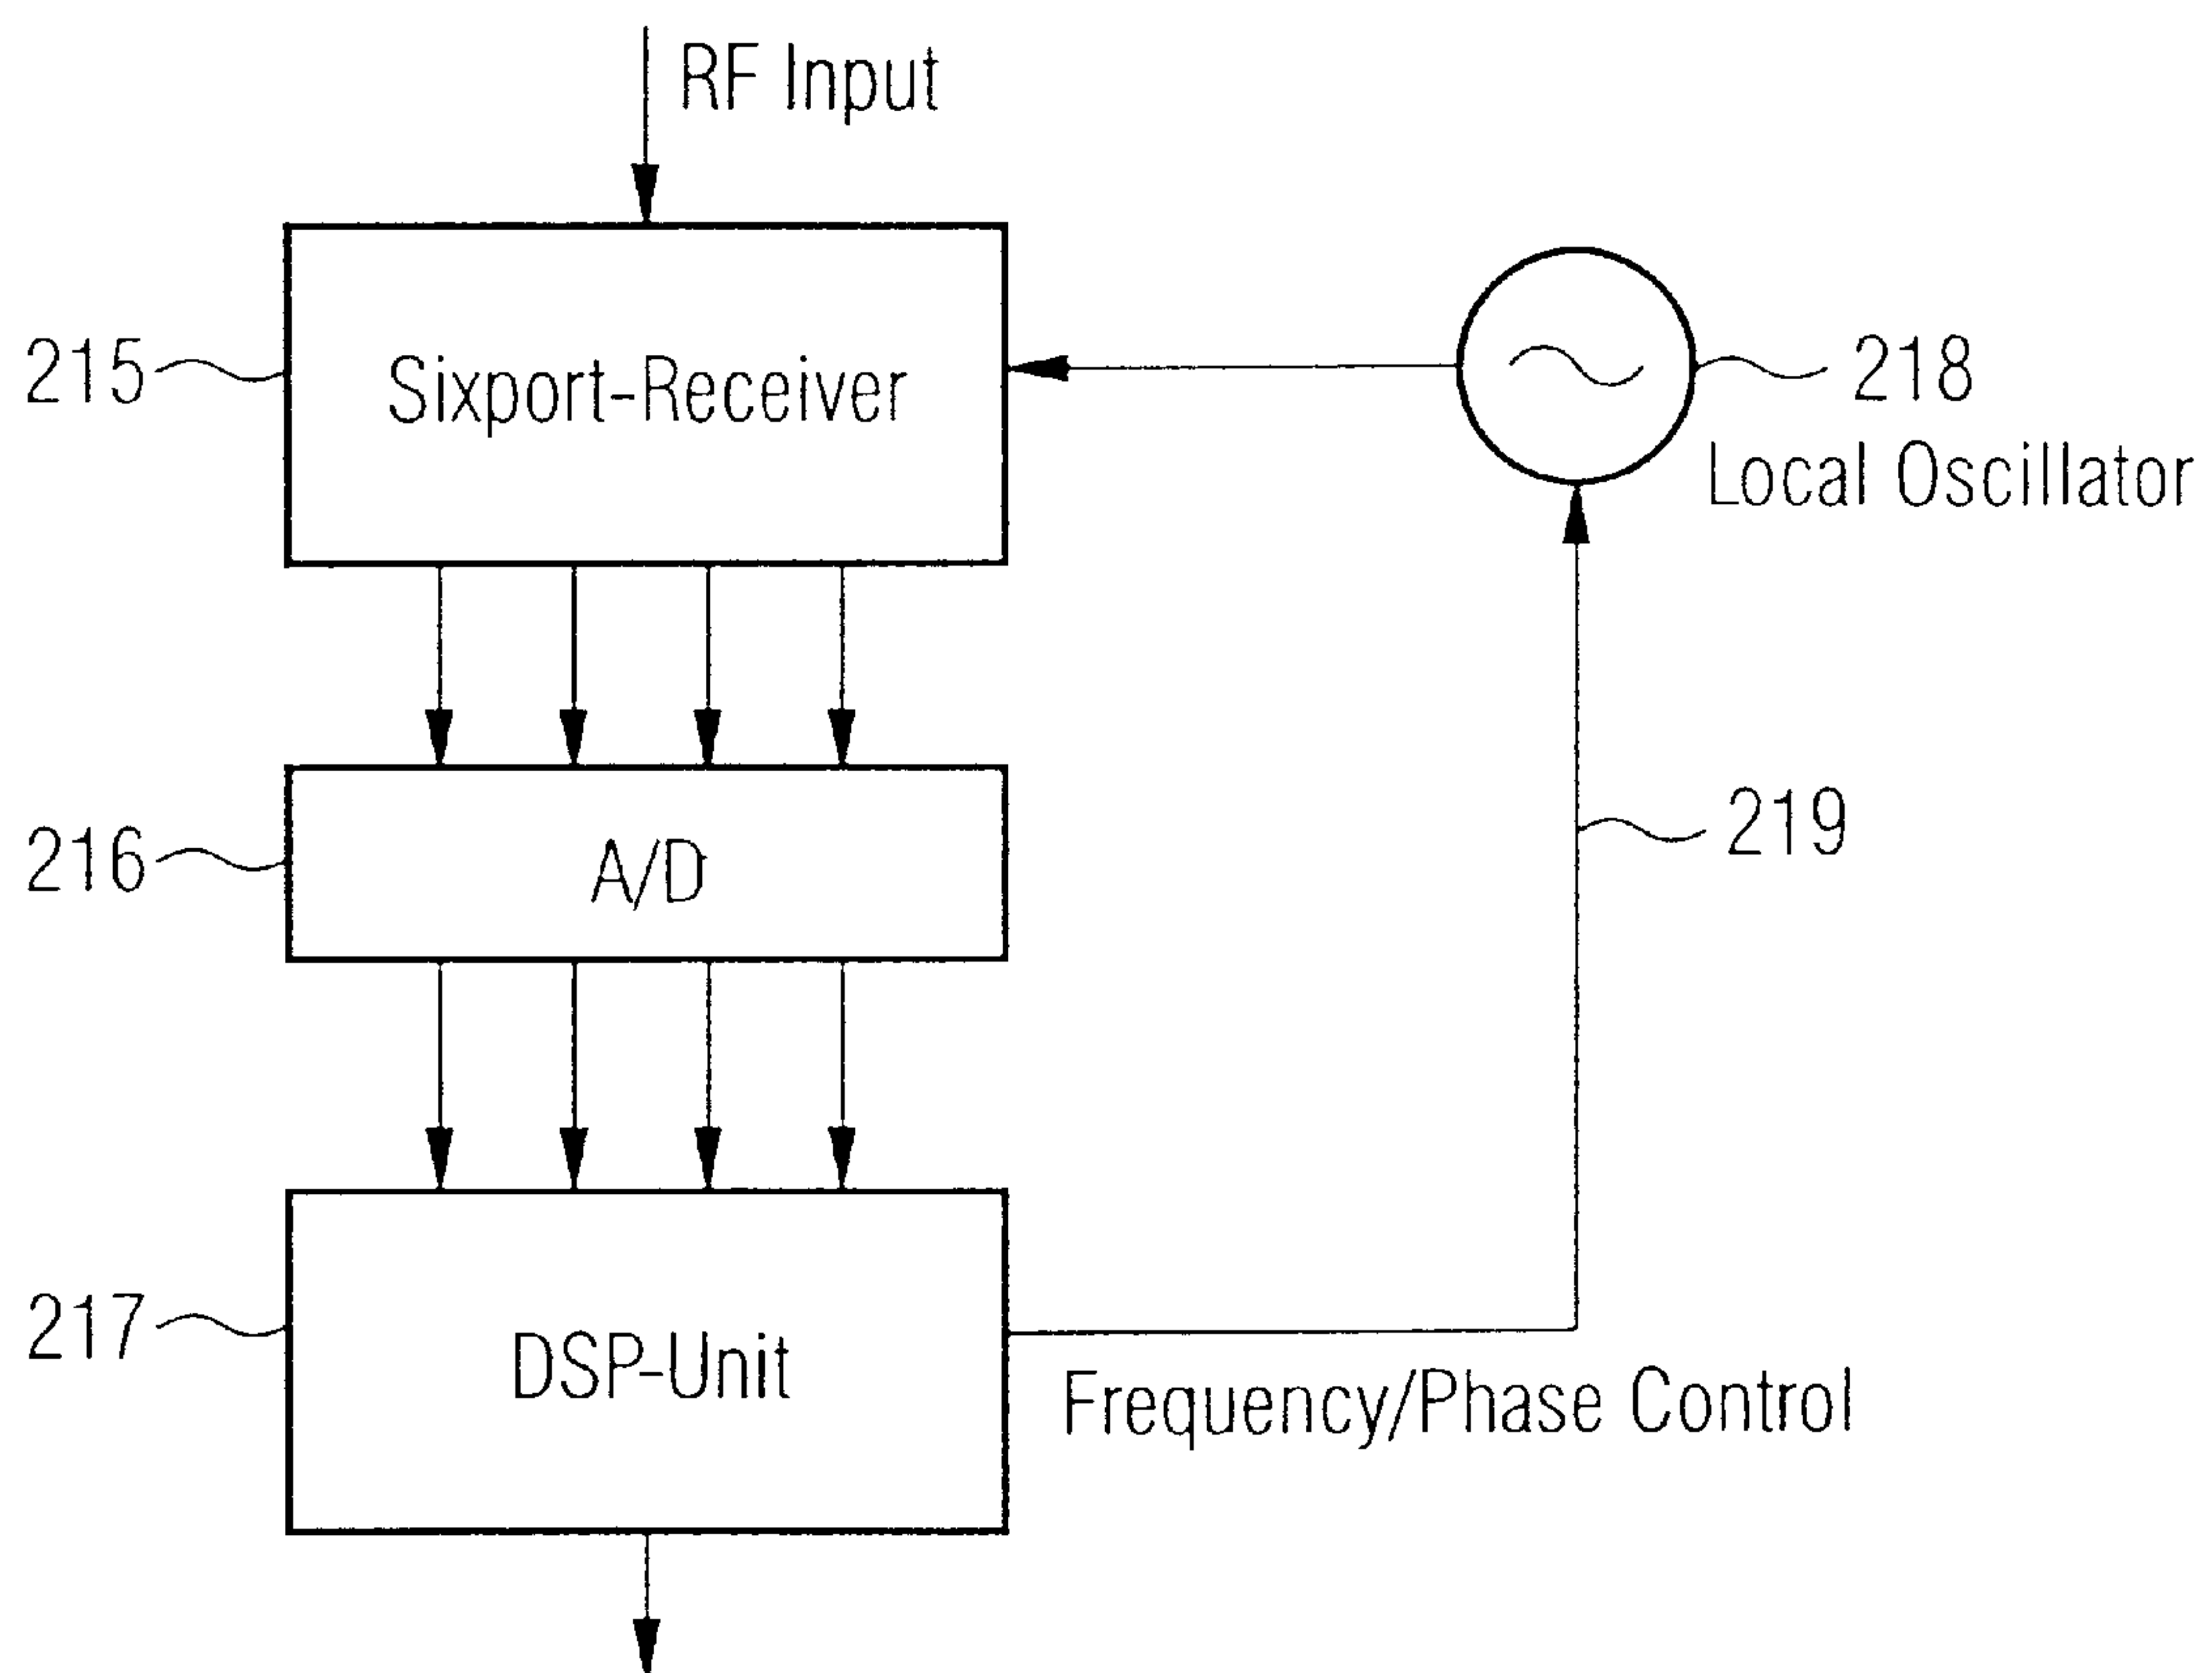 RF Input
215
Sixport-Receiver
218
Local Oscillator
216
A/D
219
217
DSP-Unit
Frequency/Phase Control